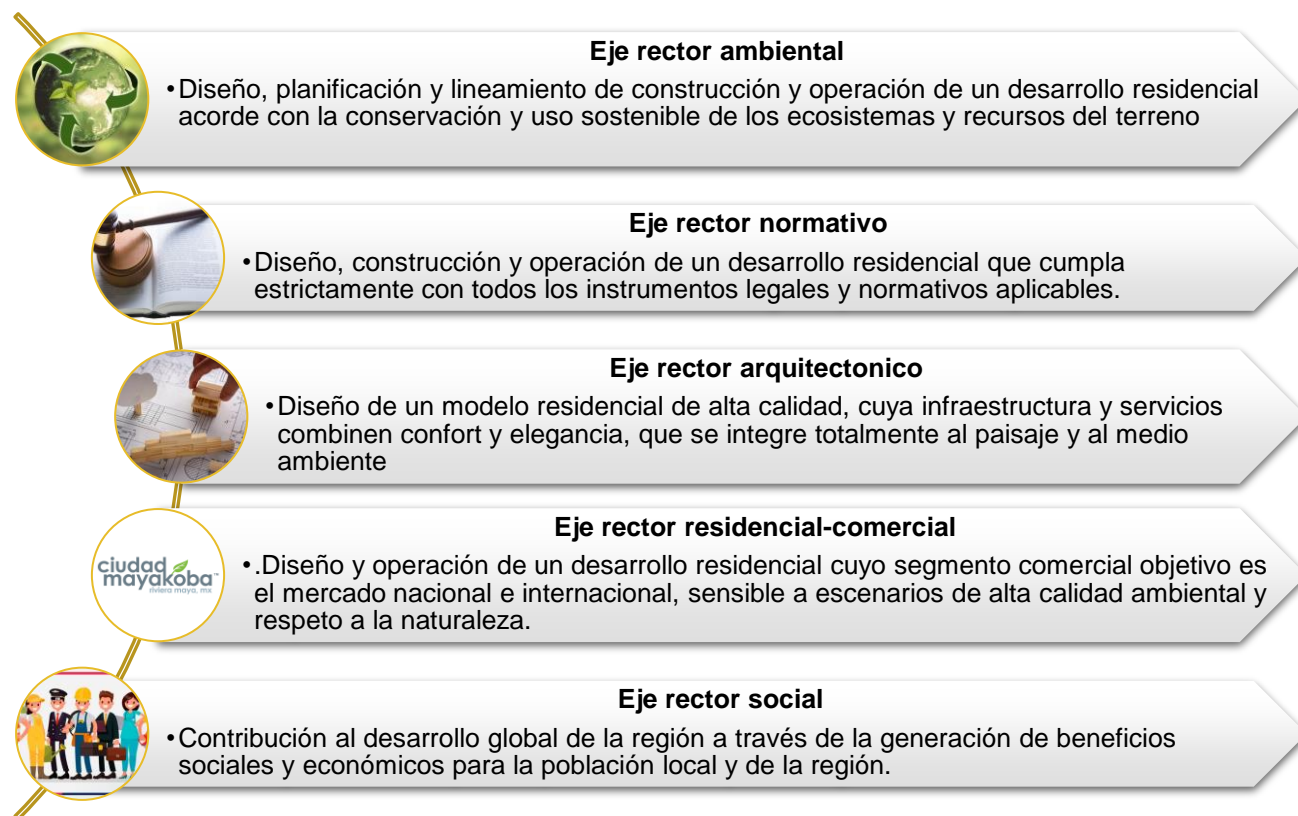 Eje rector ambiental
•Diseño, planificación y lineamiento de construcción y operación de un desarrollo residencial
acorde con la conservación y uso sostenible de los ecosistemas y recursos del terreno
Eje rector normativo
•Diseño, construcción y operación de un desarrollo residencial que cumpla
estrictamente con todos los instrumentos legales y normativos aplicables.
Eje rector arquitectonico
•Diseño de un modelo residencial de alta calidad, cuya infraestructura y servicios
combinen confort y elegancia, que se integre totalmente al paisaje y al medio
ambiente
ciudad
mayakoba™
riviera maya, mx
Eje rector residencial-comercial
•.Diseño y operación de un desarrollo residencial cuyo segmento comercial objetivo es
el mercado nacional e internacional, sensible a escenarios de alta calidad ambiental y
respeto a la naturaleza.
Eje rector social
•Contribución al desarrollo global de la región a través de la generación de beneficios
sociales y económicos para la población local y de la región.